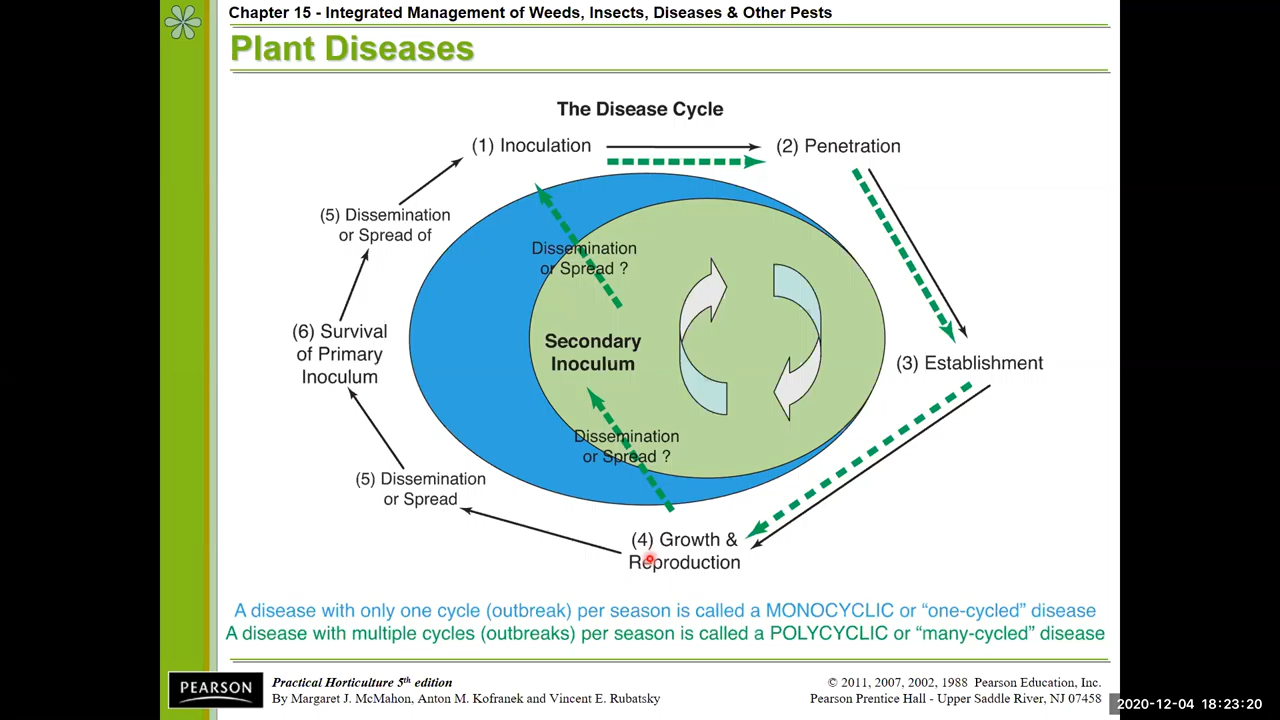 Chapter 15 - Integrated Management of Weeds, Insects, Diseases & Other Pests
Plant Diseases
The Disease Cycle
(1) Inoculation
(2) Penetration
(5) Dissemination
or Spread of
Dissemination
or Spread ?
(6) Survival
of Primary
Inoculum
Secondary
Inoculum
(3) Establishment
Dissemination
or Spread ?
(5) Dissemination
or Spread
(4) Growth &
Reproduction
A disease with only one cycle (outbreak) per season is called a MONOCYCLIC or “one-cycled” disease
A disease with multiple cycles (outbreaks) per season is called a POLYCYCLIC or “many-cycled” disease
PEARSON
Practical Horticulture 5th edition
By Margaret J. McMahon, Anton M. Kofranek and Vincent E. Rubatsky
© 2011, 2007, 2002, 1988 Pearson Education, Inc.
Pearson Prentice Hall - Upper Saddle River, NJ 07458
2020-12-04 18:23:20